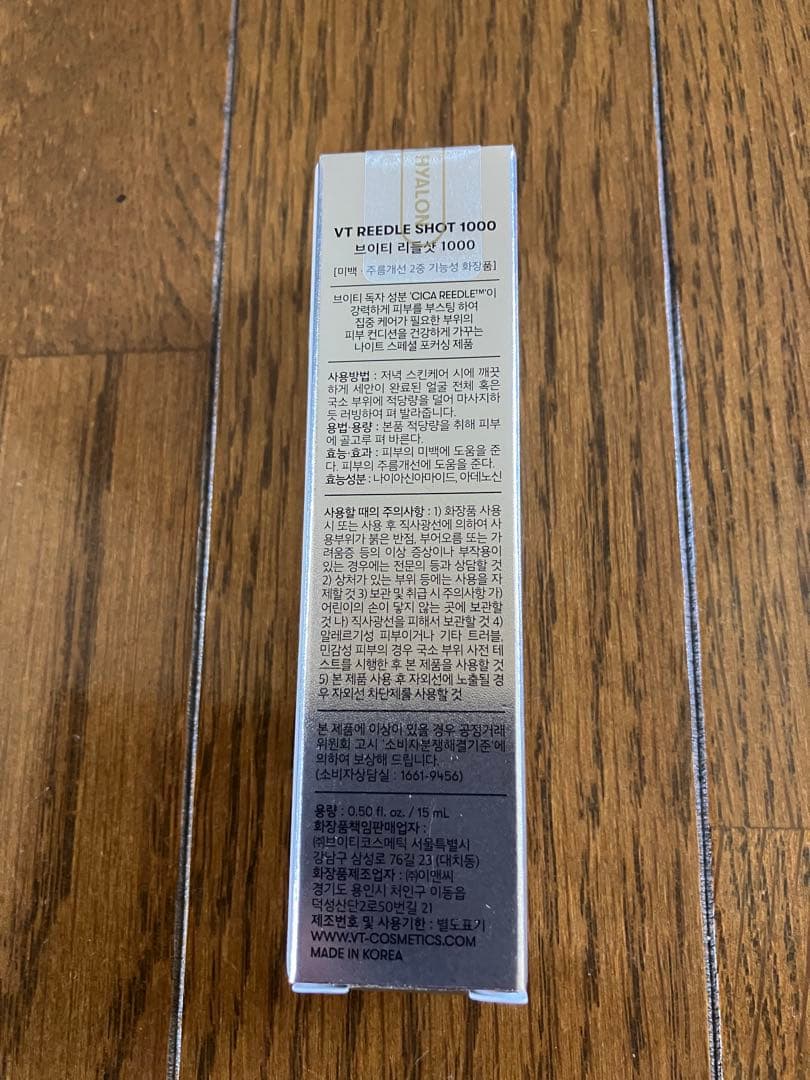 HYALON
VT REEDLE SHOT 1000
브이티 리들샷 1000
[미백 · 주름개선 2중 기능성 화장품]
브이티 독자 성분 'CICA REEDLE™'이
강력하게 피부를 부스팅 하여
집중 케어가 필요한 부위의
피부 컨디션을 건강하게 가꾸는
나이트 스페셜 포커싱 제품
사용방법 : 저녁 스킨케어 시에 깨끗
하게 세안이 완료된 얼굴 전체 혹은
국소 부위에 적당량을 덜어 마사지하
듯 러빙하여 펴 발라줍니다.
용법·용량 : 본품 적당량을 취해 피부
에 골고루 펴 바른다.
효능·효과 : 피부의 미백에 도움을 준
다. 피부의 주름개선에 도움을 준다.
효능성분 : 나이아신아마이드, 아데노신
사용할 때의 주의사항 : 1) 화장품 사용
시 또는 사용 후 직사광선에 의하여 사
용부위가 붉은 반점, 부어오름 또는 가
려움증 등의 이상 증상이나 부작용이
있는 경우에는 전문의 등과 상담할 것
2) 상처가 있는 부위 등에는 사용을 자
제할 것 3) 보관 및 취급 시 주의사항 가)
어린이의 손이 닿지 않는 곳에 보관할
것 나) 직사광선을 피해서 보관할 것 4)
알레르기성 피부이거나 기타 트러블,
민감성 피부의 경우 국소 부위 사전 테
스트를 시행한 후 본 제품을 사용할 것
5) 본 제품 사용 후 자외선에 노출될 경
우 자외선 차단제를 사용할 것
본 제품에 이상이 있을 경우 공정거래
위원회 고시 '소비자분쟁해결기준'에
의하여 보상해 드립니다.
(소비자상담실 : 1661-9456)
용량 : 0.50 fl. oz. / 15 mL
화장품책임판매업자 :
㈜브이티코스메틱 서울특별시
강남구 삼성로 76길 23 (대치동)
화장품제조업자 : ㈜이앤씨
경기도 용인시 처인구 이동읍
덕성산단2로50번길 21
제조번호 및 사용기한 : 별도표기
WWW.VT-COSMETICS.COM
MADE IN KOREA